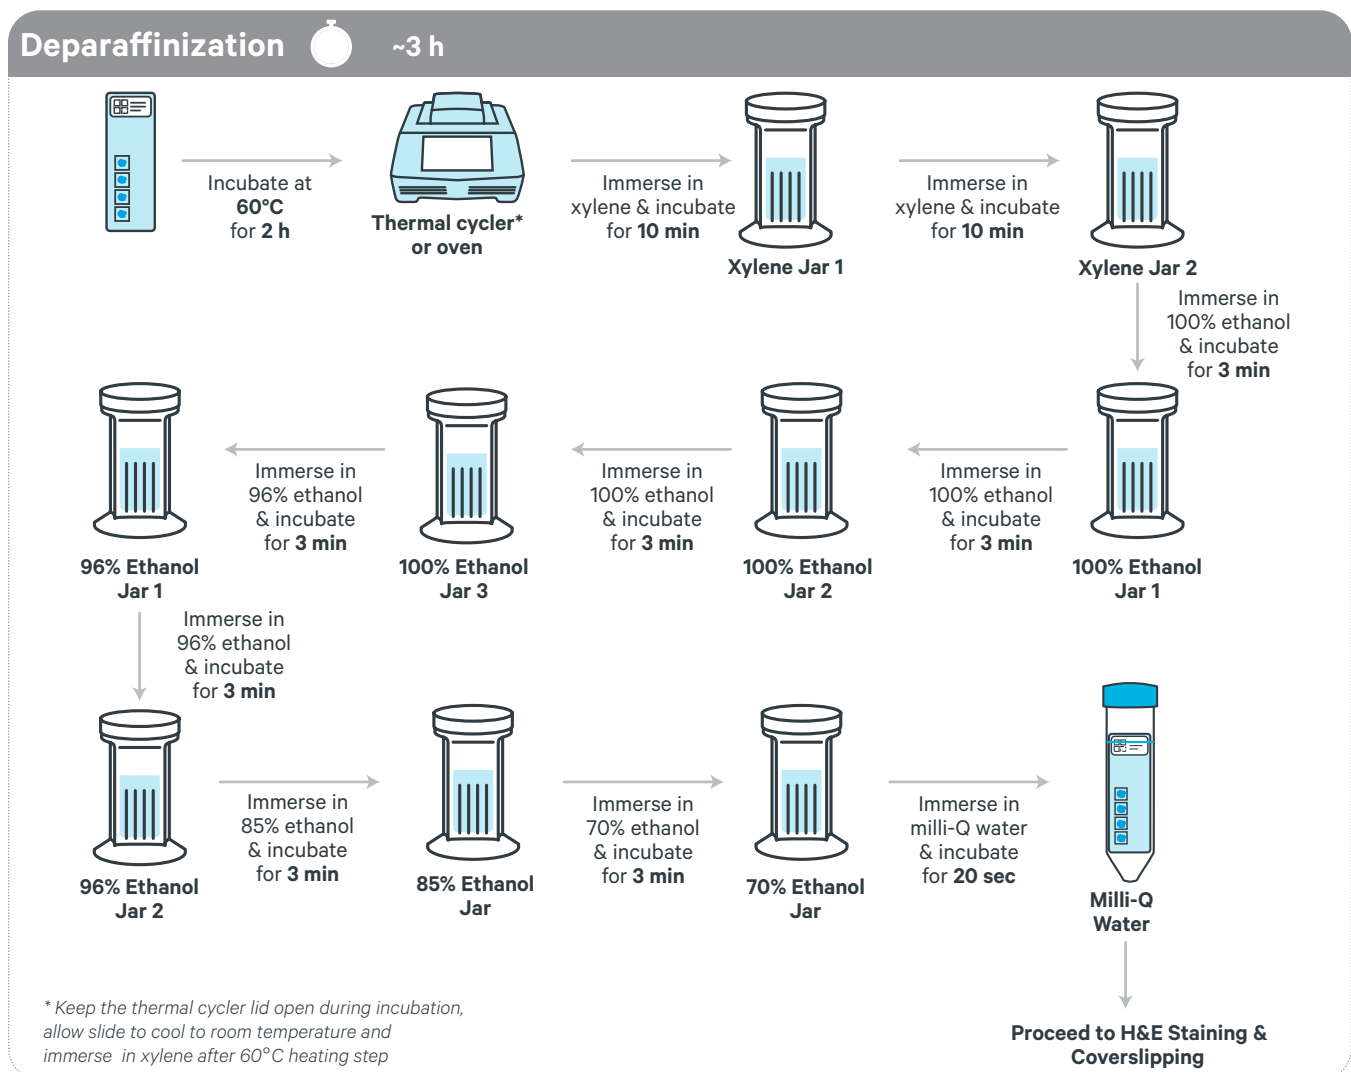 Deparaffinization ~3 h
Incubate at
60°C
for 2 h
Thermal cycler*
or oven
Immerse in
xylene & incubate
for 10 min
Xylene Jar 1
Immerse in
xylene & incubate
for 10 min
Xylene Jar 2
Immerse in
100% ethanol
& incubate
for 3 min
100% Ethanol
Jar 1
Immerse in
100% ethanol
& incubate
for 3 min
100% Ethanol
Jar 2
Immerse in
100% ethanol
& incubate
for 3 min
100% Ethanol
Jar 3
Immerse in
96% ethanol
& incubate
for 3 min
96% Ethanol
Jar 1
Immerse in
96% ethanol
& incubate
for 3 min
96% Ethanol
Jar 2
Immerse in
85% ethanol
& incubate
for 3 min
85% Ethanol
Jar
Immerse in
70% ethanol
& incubate
for 3 min
70% Ethanol
Jar
Immerse in
milli-Q water
& incubate
for 20 sec
Milli-Q
Water
Proceed to H&E Staining &
Coverslipping
* Keep the thermal cycler lid open during incubation,
allow slide to cool to room temperature and
immerse in xylene after 60°C heating step